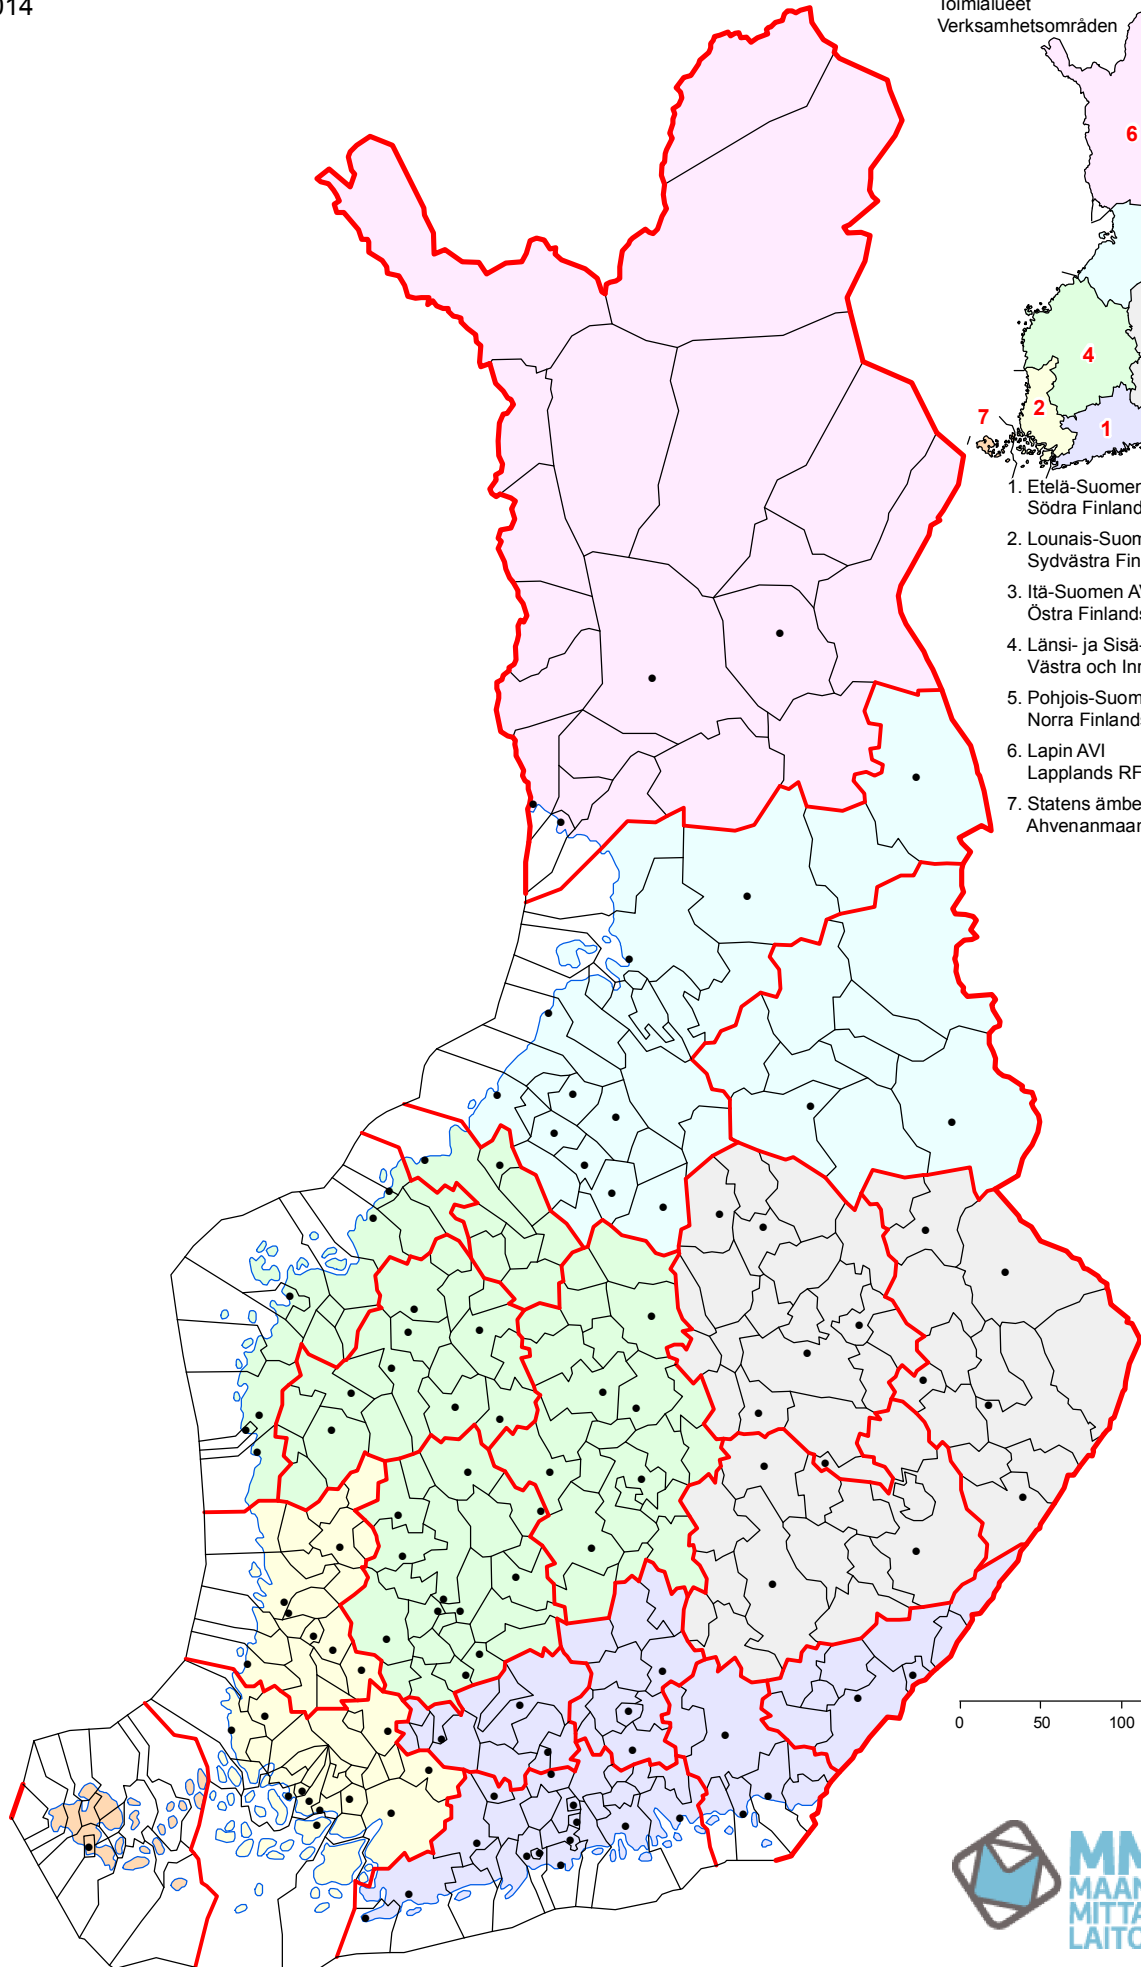 014
Toimialueet
Verksamhetsområden
6
4
2
7
1
1. Etelä-Suomen
Södra Finland
2. Lounais-Suom
Sydvästra Fin
3. Itä-Suomen AV
Östra Finlands
4. Länsi- ja Sisä-
Västra och Inr
5. Pohjois-Suom
Norra Finlands
6. Lapin AVI
Lapplands RF
7. Statens ämbe
Ahvenanmaan
0 50 100
MM
MAAN
MITTA
LAITO